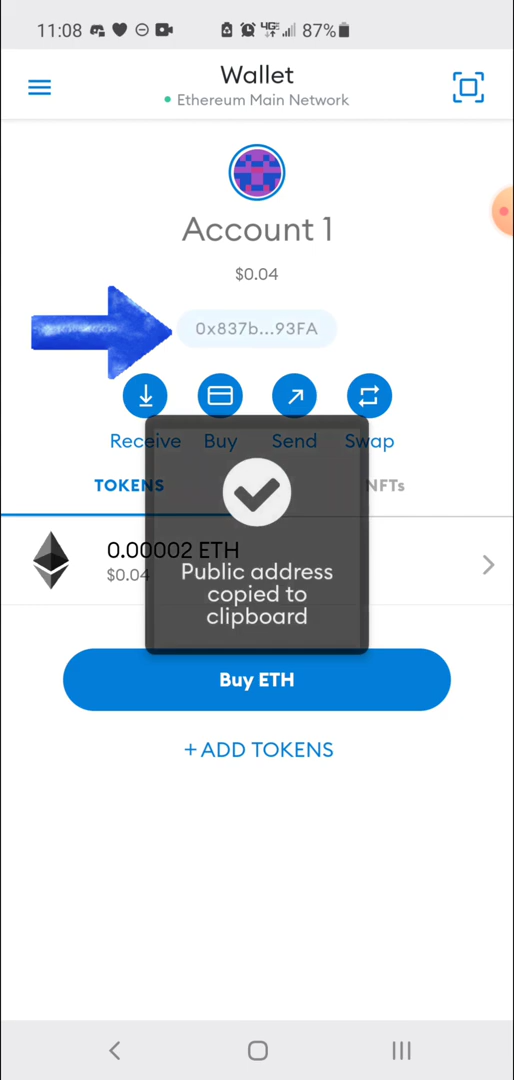 11:08 87%
Wallet
Ethereum Main Network
Account 1
$0.04
0x837b...93FA
Receive Buy Send Swap
TOKENS NFTs
0.00002 ETH
$0.04
Public address
copied to
clipboard
Buy ETH
+ ADD TOKENS